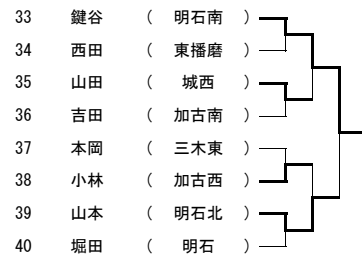 33 鍵谷 ( 明石南 )
34 西田 ( 東播磨 )
35 山田 ( 城西 )
36 吉田 ( 加古南 )
37 本岡 ( 三木東 )
38 小林 ( 加古西 )
39 山本 ( 明石北 )
40 堀田 ( 明石 )